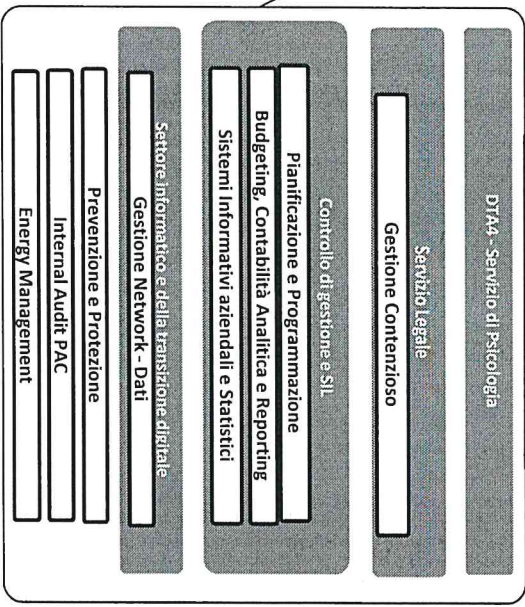 DTA4 - Servizio di Psicologia
Servizio Legale
Gestione Contenzioso
Controllo di gestione e SIL
Pianificazione e Programmazione
Budgeting, Contabilità Analitica e Reporting
Sistemi Informativi aziendali e Statistici
Settore informatico e della transizione digitale
Gestione Network - Dati
Prevenzione e Protezione
Internal Audit PAC
Energy Management